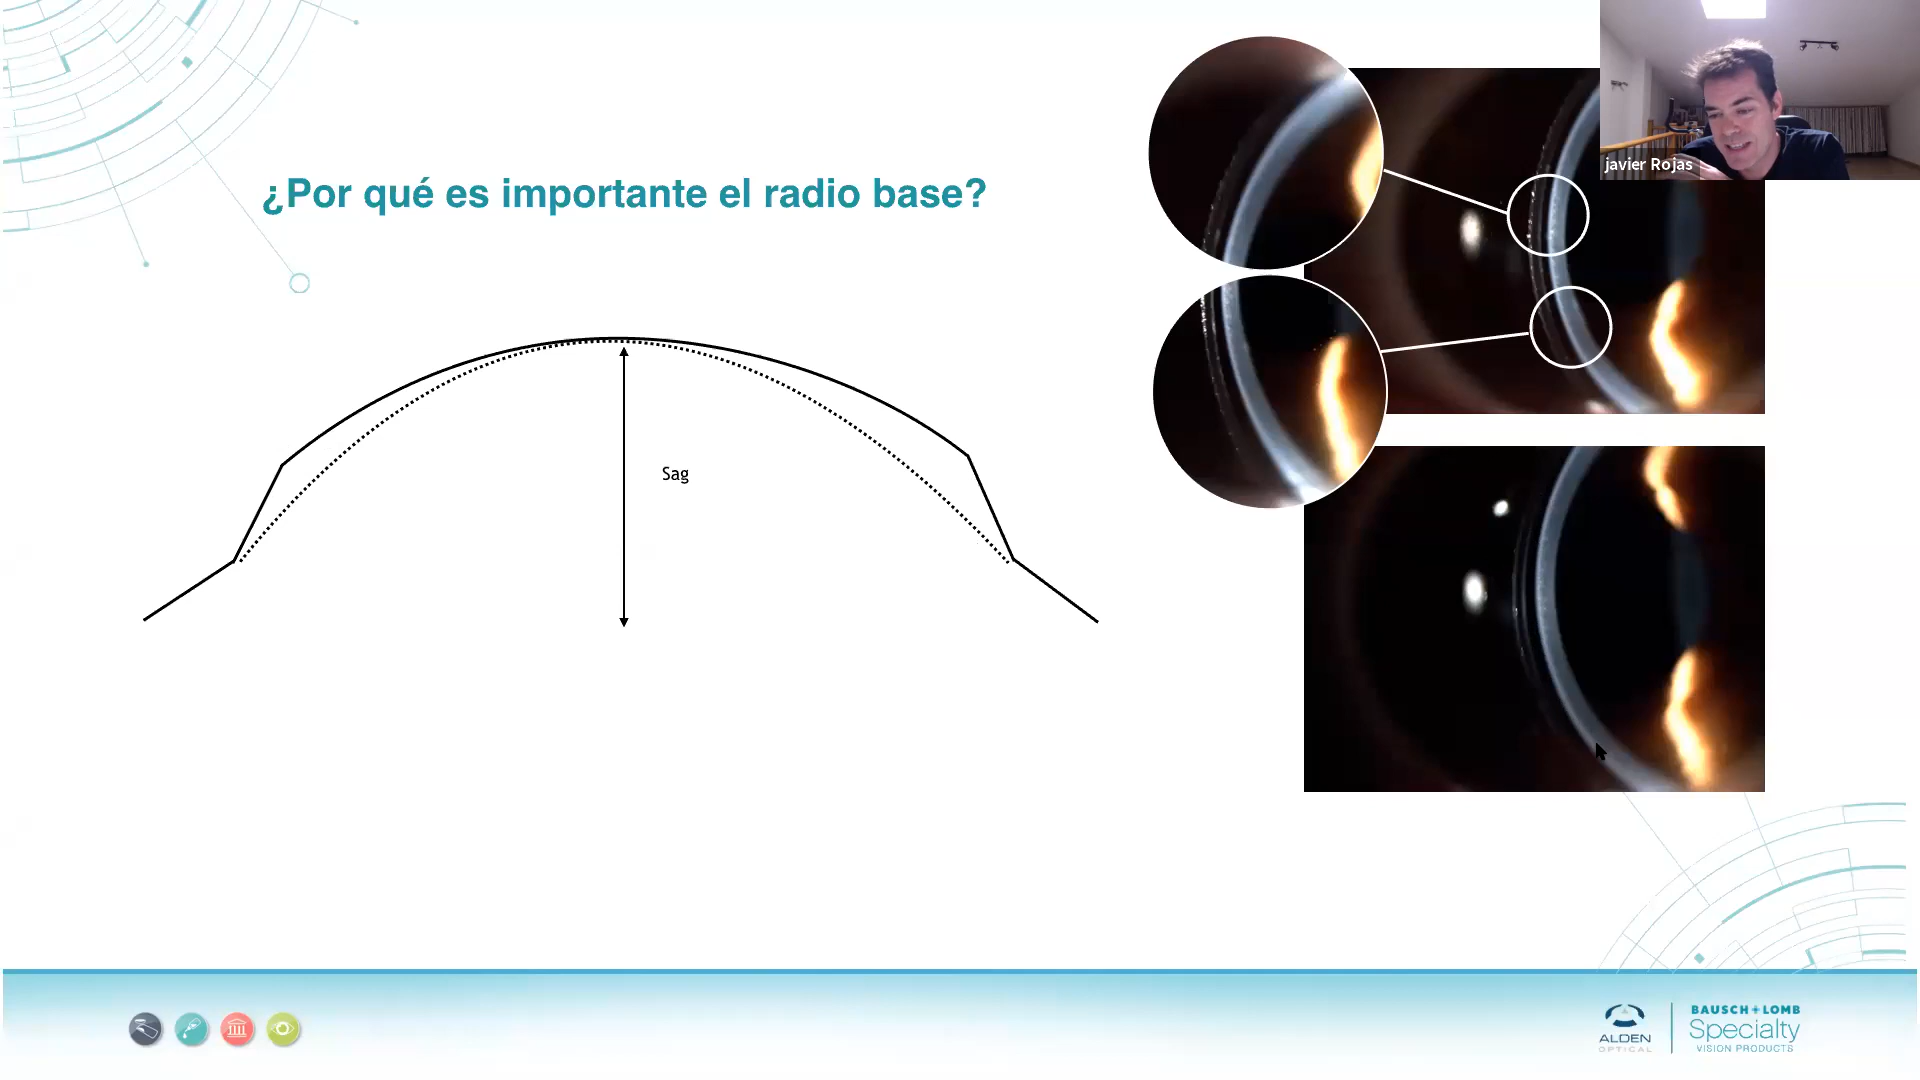 javier Rojas
¿Por qué es importante el radio base?
Sag
ALDEN
OPTICAL
BAUSCH + LOMB
Specialty
VISION PRODUCTS